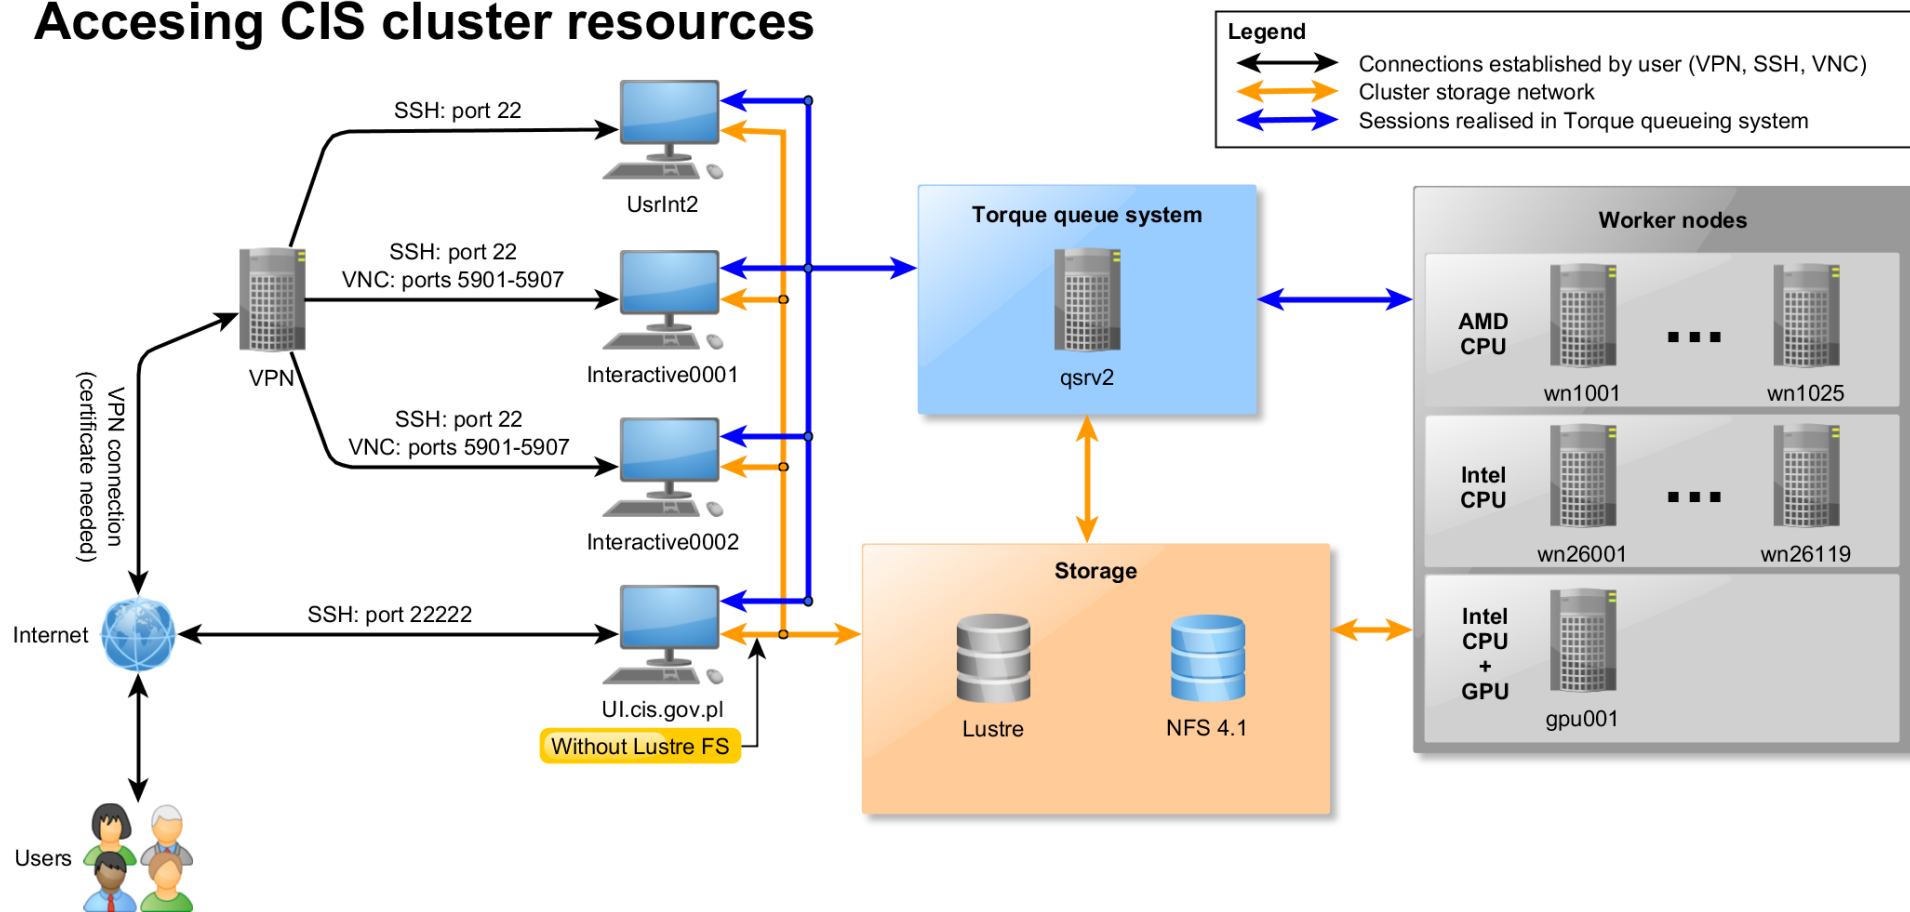 Accesing CIS cluster resources
Legend
Connections established by user (VPN, SSH, VNC)
Cluster storage network
Sessions realised in Torque queueing system
SSH: port 22
UsrInt2
SSH: port 22
VNC: ports 5901-5907
Interactive0001
VPN
SSH: port 22
VNC: ports 5901-5907
Interactive0002
VPN connection
(certificate needed)
Internet
SSH: port 22222
UI.cis.gov.pl
Without Lustre FS
Users
Torque queue system
qsrv2
Storage
Lustre
NFS 4.1
Worker nodes
AMD
CPU
wn1001
...
wn1025
Intel
CPU
wn26001
...
wn26119
Intel
CPU
+
GPU
gpu001